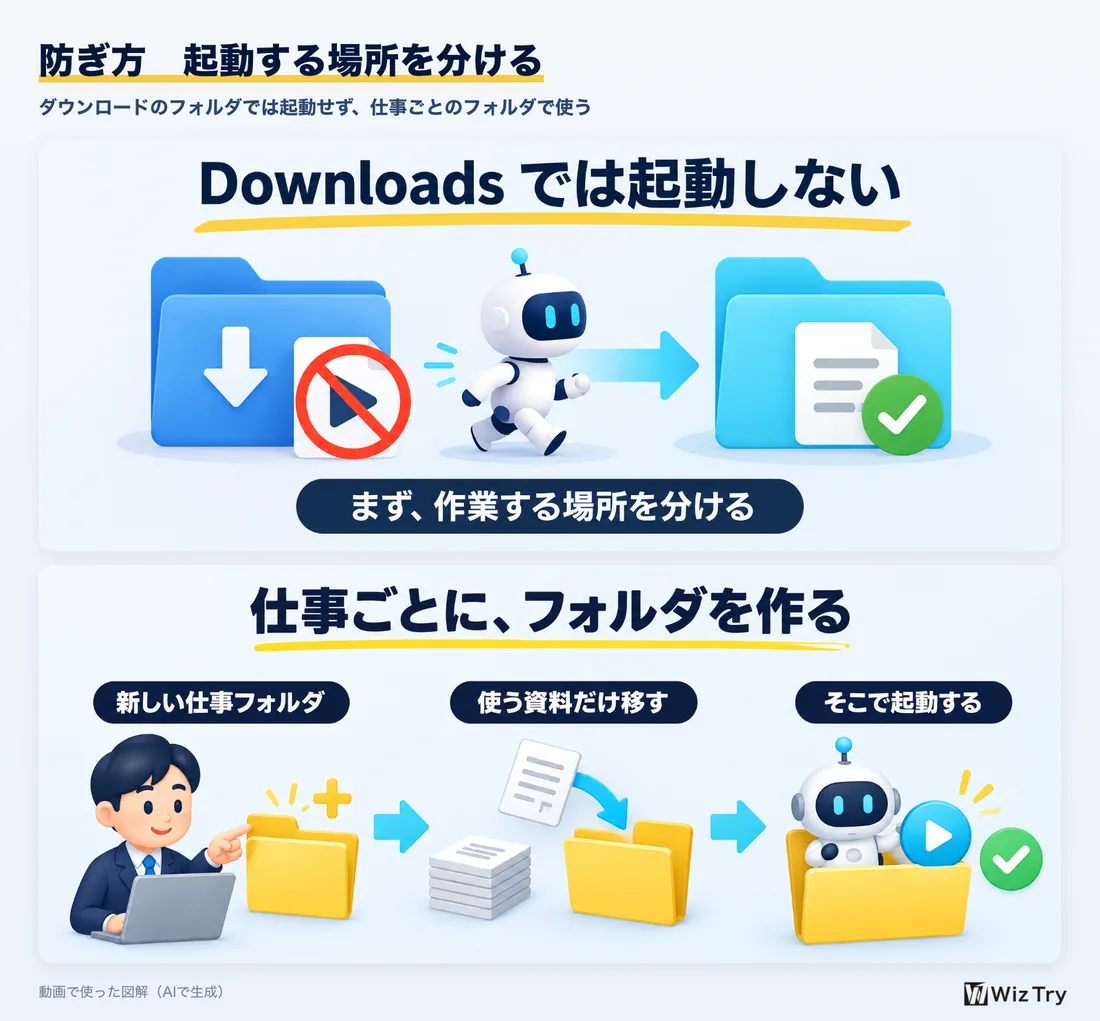 防ぎ方　起動する場所を分ける
ダウンロードのフォルダでは起動せず、仕事ごとのフォルダで使う
Downloads では起動しない
まず、作業する場所を分ける
仕事ごとに、フォルダを作る
新しい仕事フォルダ
使う資料だけ移す
そこで起動する
動画で使った図解（AIで生成）
Wiz Try